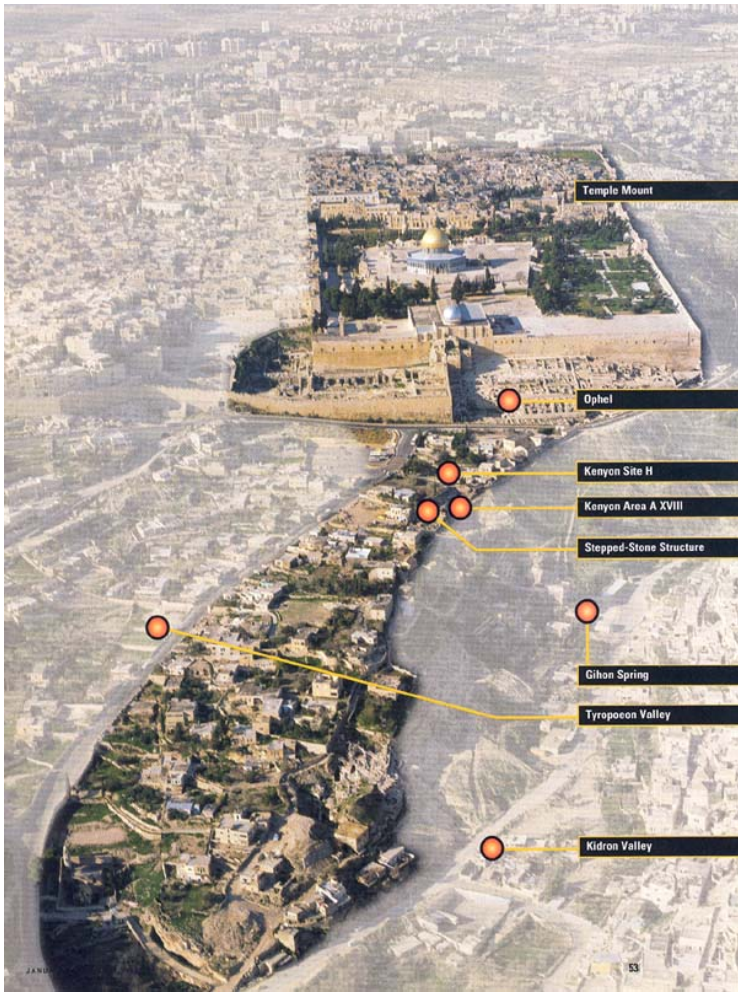 Temple Mount
Ophel
Kenyon Site H
Kenyon Area A XVIII
Stepped-Stone Structure
Gihon Spring
Tyropoeon Valley
Kidron Valley
53